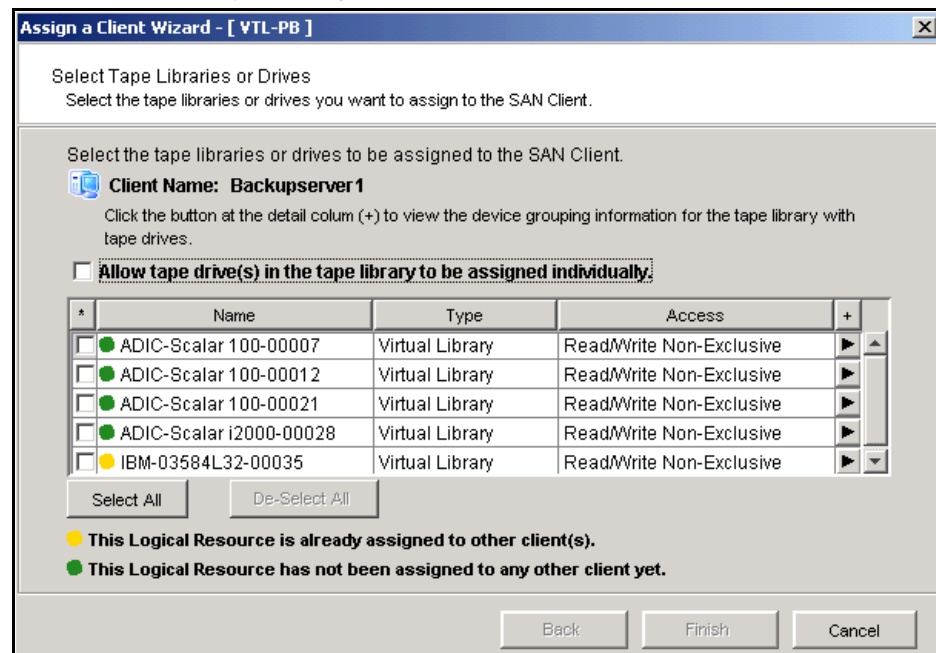 Assign a Client Wizard - [ VTL-PB ]
Select Tape Libraries or Drives
Select the tape libraries or drives you want to assign to the SAN Client.
Select the tape libraries or drives to be assigned to the SAN Client.
Client Name: Backupserver1
Click the button at the detail colum (+) to view the device grouping information for the tape library with
tape drives.
Allow tape drive(s) in the tape library to be assigned individually.
* Name Type Access +
ADIC-Scalar 100-00007 Virtual Library Read/Write Non-Exclusive
ADIC-Scalar 100-00012 Virtual Library Read/Write Non-Exclusive
ADIC-Scalar 100-00021 Virtual Library Read/Write Non-Exclusive
ADIC-Scalar i2000-00028 Virtual Library Read/Write Non-Exclusive
IBM-03584L32-00035 Virtual Library Read/Write Non-Exclusive
Select All De-Select All
This Logical Resource is already assigned to other client(s).
This Logical Resource has not been assigned to any other client yet.
Back Finish Cancel